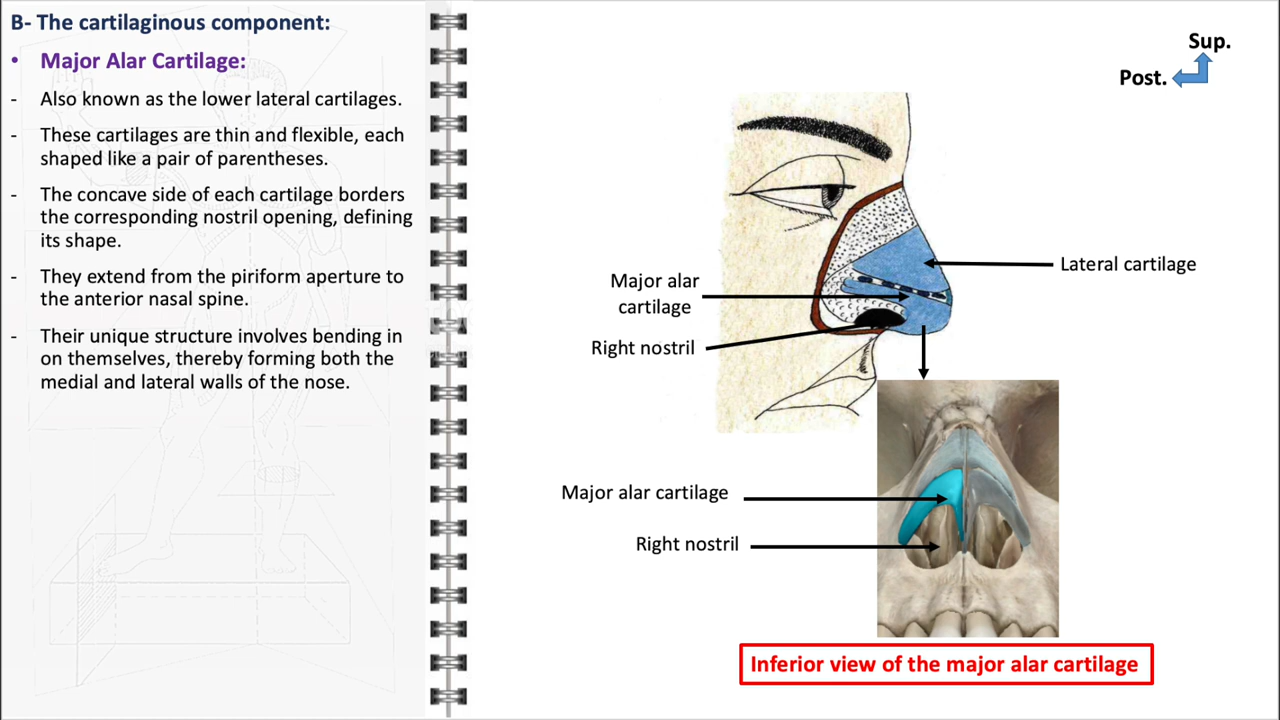 B- The cartilaginous component:
• Major Alar Cartilage:
- Also known as the lower lateral cartilages.
- These cartilages are thin and flexible, each
shaped like a pair of parentheses.
- The concave side of each cartilage borders
the corresponding nostril opening, defining
its shape.
- They extend from the piriform aperture to
the anterior nasal spine.
- Their unique structure involves bending in
on themselves, thereby forming both the
medial and lateral walls of the nose.
Sup.
Post.
Lateral cartilage
Major alar
cartilage
Right nostril
Major alar cartilage
Right nostril
Inferior view of the major alar cartilage